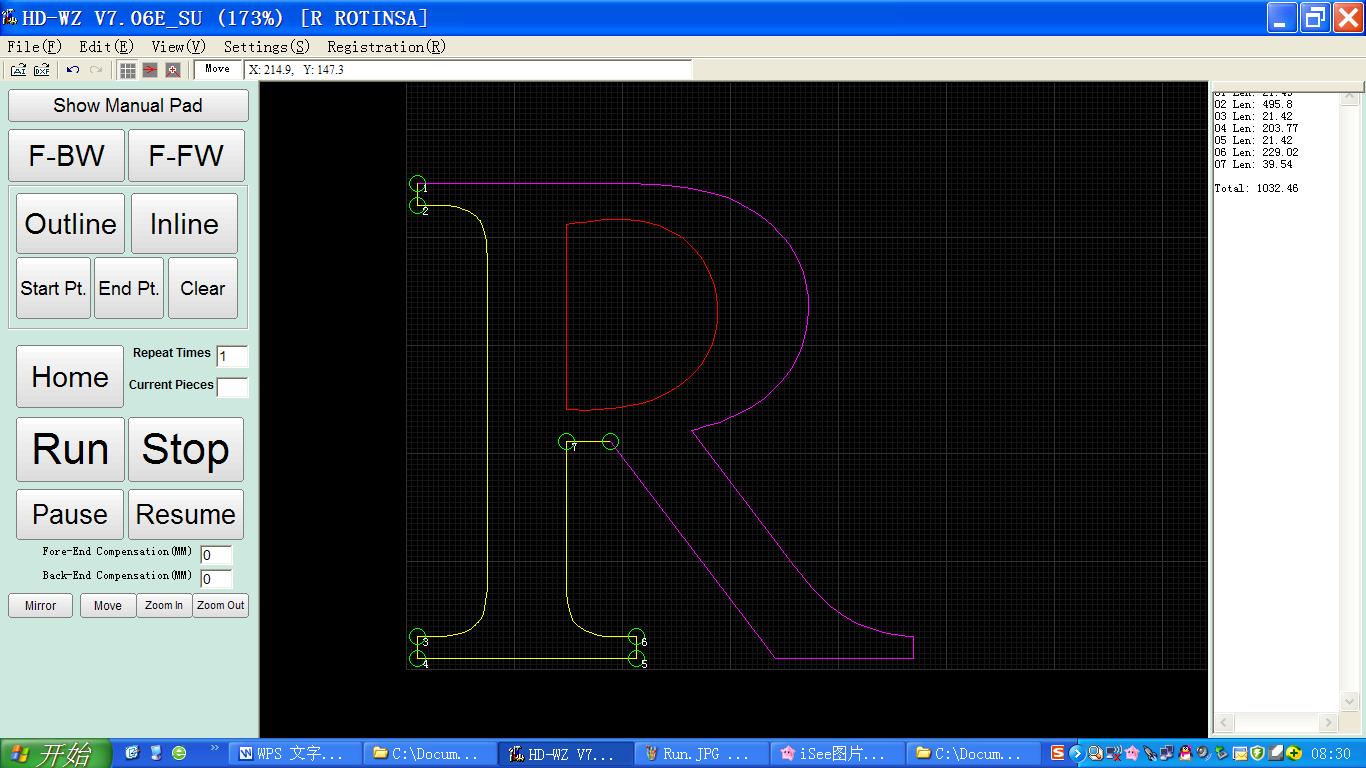 HD-WZ V7.06E_SU (173%) [R ROTINSA]
File(F) Edit(E) View(V) Settings(S) Registration(R)
AI DXF Move X: 214.9, Y: 147.3
Show Manual Pad
F-BW F-FW
Outline Inline
Start Pt. End Pt. Clear
Home
Repeat Times 1
Current Pieces
Run Stop
Pause Resume
Fore-End Compensation(MM) 0
Back-End Compensation(MM) 0
Mirror Move Zoom In Zoom Out
1
2
7
3
6
4
5
02 Len: 495.8
03 Len: 21.42
04 Len: 203.77
05 Len: 21.42
06 Len: 229.02
07 Len: 39.54
Total: 1032.46
开始 WPS 文字... C:\Docum... HD-WZ V7... Run.JPG ... iSee图片... C:\Docum... 08:30